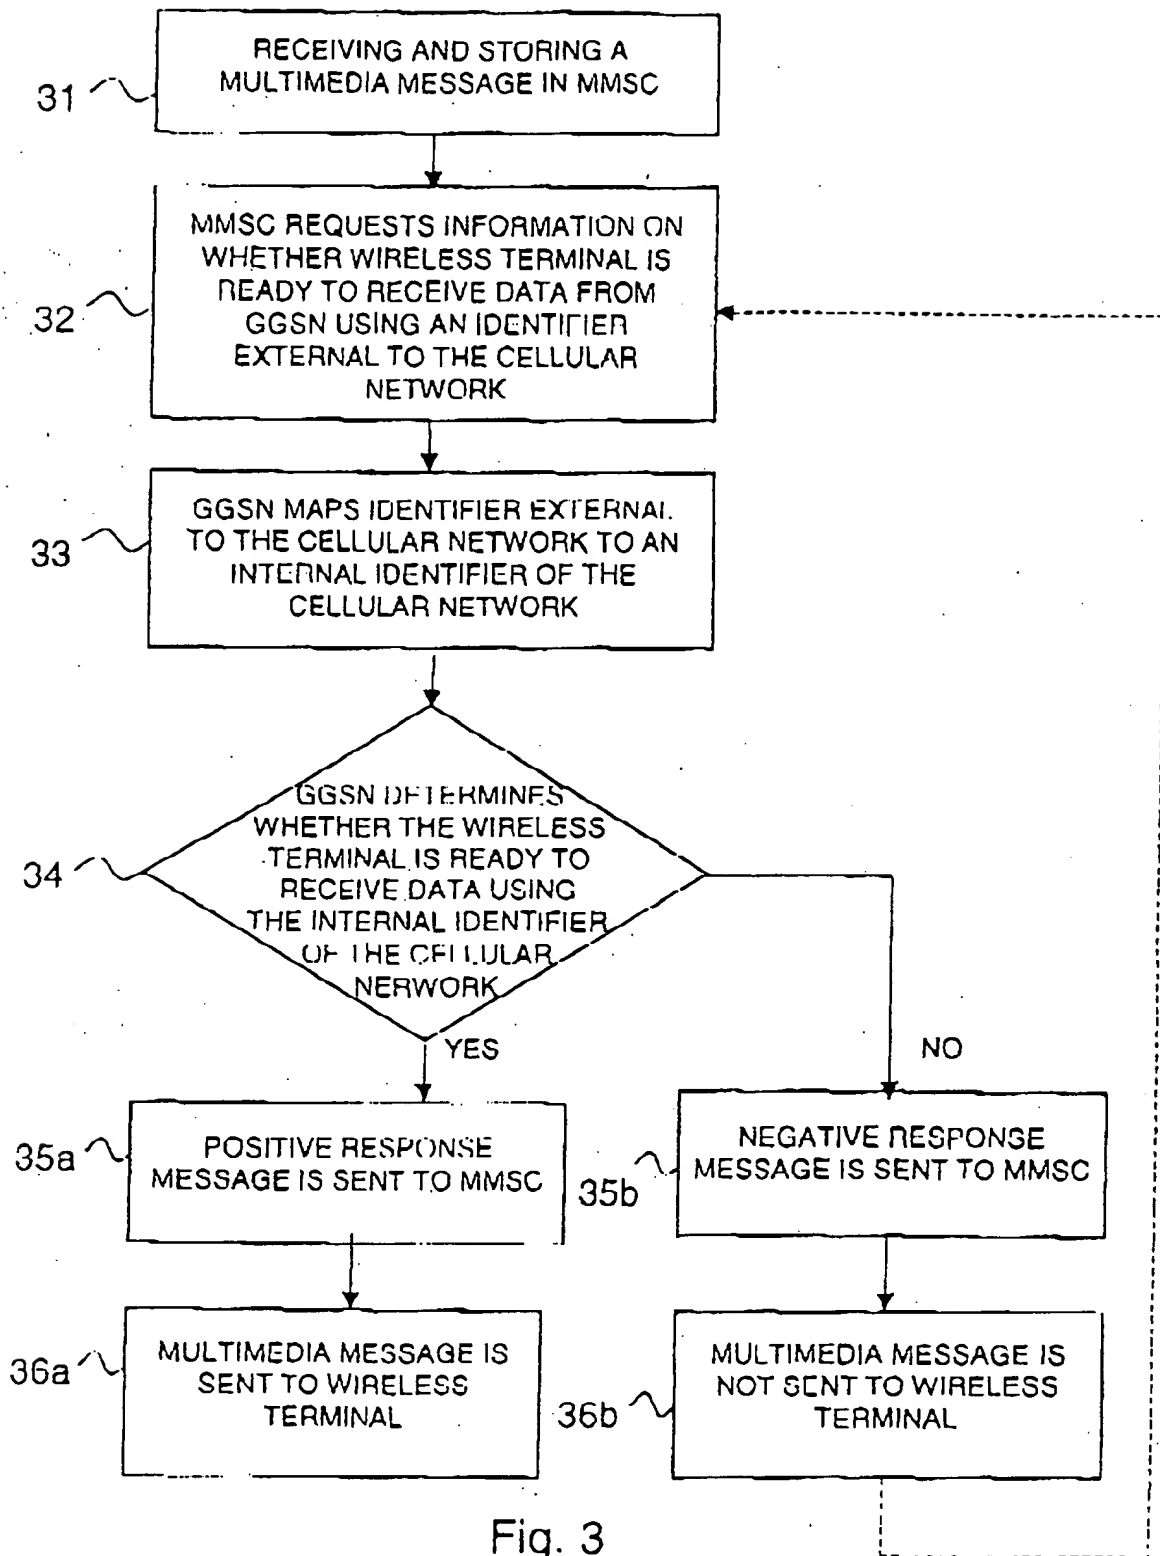 RECEIVING AND STORING A
MULTIMEDIA MESSAGE IN MMSC
31
MMSC REQUESTS INFORMATION ON
WHETHER WIRELESS TERMINAL IS
READY TO RECEIVE DATA FROM
GGSN USING AN IDENTIFIER
EXTERNAL TO THE CELLULAR
NETWORK
32
GGSN MAPS IDENTIFIER EXTERNAL
TO THE CELLULAR NETWORK TO AN
INTERNAL IDENTIFIER OF THE
CELLULAR NETWORK
33
GGSN DETERMINES
WHETHER THE WIRELESS
TERMINAL IS READY TO
RECEIVE DATA USING
THE INTERNAL IDENTIFIER
OF THE CELLULAR
NERWORK
34
YES
NO
POSITIVE RESPONSE
MESSAGE IS SENT TO MMSC
35a
NEGATIVE RESPONSE
MESSAGE IS SENT TO MMSC
35b
MULTIMEDIA MESSAGE IS
SENT TO WIRELESS
TERMINAL
36a
MULTIMEDIA MESSAGE IS
NOT SENT TO WIRELESS
TERMINAL
36b
Fig. 3